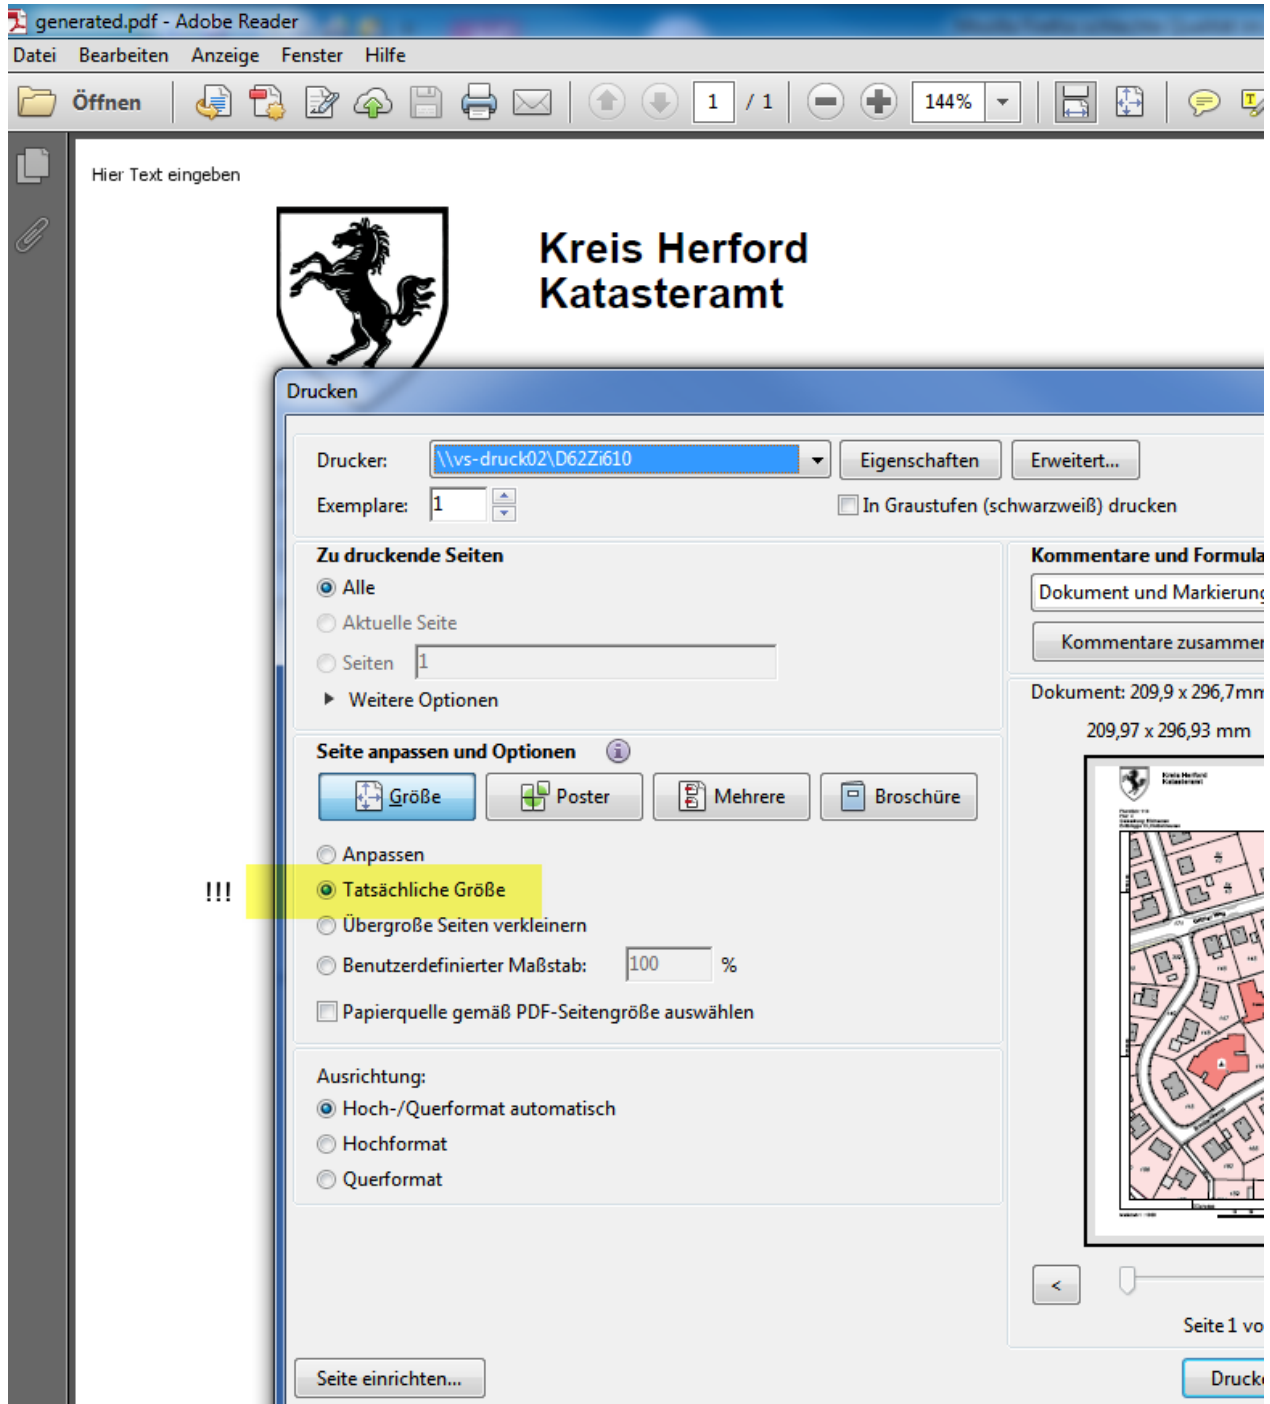 generated.pdf - Adobe Reader
Datei Bearbeiten Anzeige Fenster Hilfe
Öffnen 1 / 1 144%
Hier Text eingeben
Kreis Herford
Katasteramt
Drucken
Drucker: \\vs-druck02\D62Zi610 Eigenschaften Erweitert...
Exemplare: 1 In Graustufen (schwarzweiß) drucken
Zu druckende Seiten
Kommentare und Formula
Alle
Dokument und Markierung
Aktuelle Seite
Kommentare zusammen
Seiten 1
Weitere Optionen
Dokument: 209,9 x 296,7mm
209,97 x 296,93 mm
Seite anpassen und Optionen
Größe Poster Mehrere Broschüre
Kreis Herford
Katasteramt
Anpassen
!!! Tatsächliche Größe
Übergroße Seiten verkleinern
Benutzerdefinierter Maßstab: 100 %
Papierquelle gemäß PDF-Seitengröße auswählen
Ausrichtung:
Hoch-/Querformat automatisch
Hochformat
Querformat
<
Seite 1 vo
Seite einrichten... Drucke